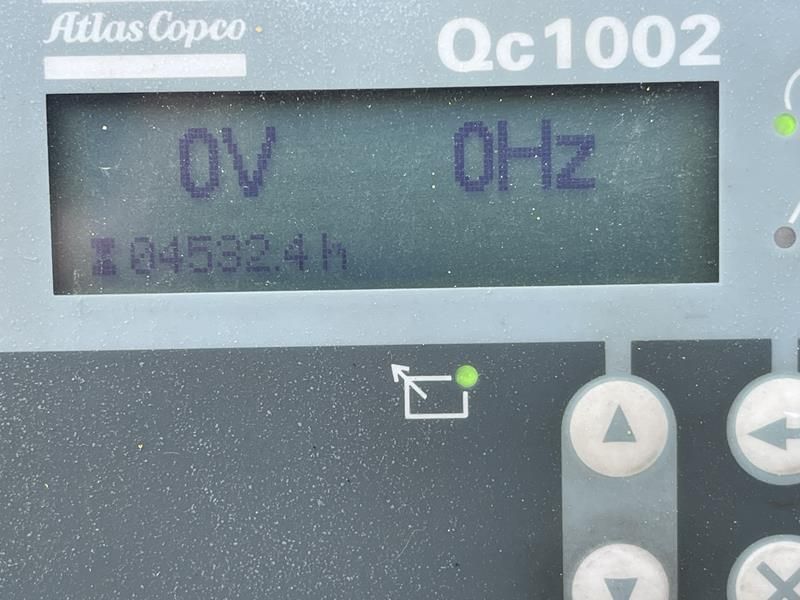 Atlas Copco
Qc1002
0V 0Hz
04532.4 h